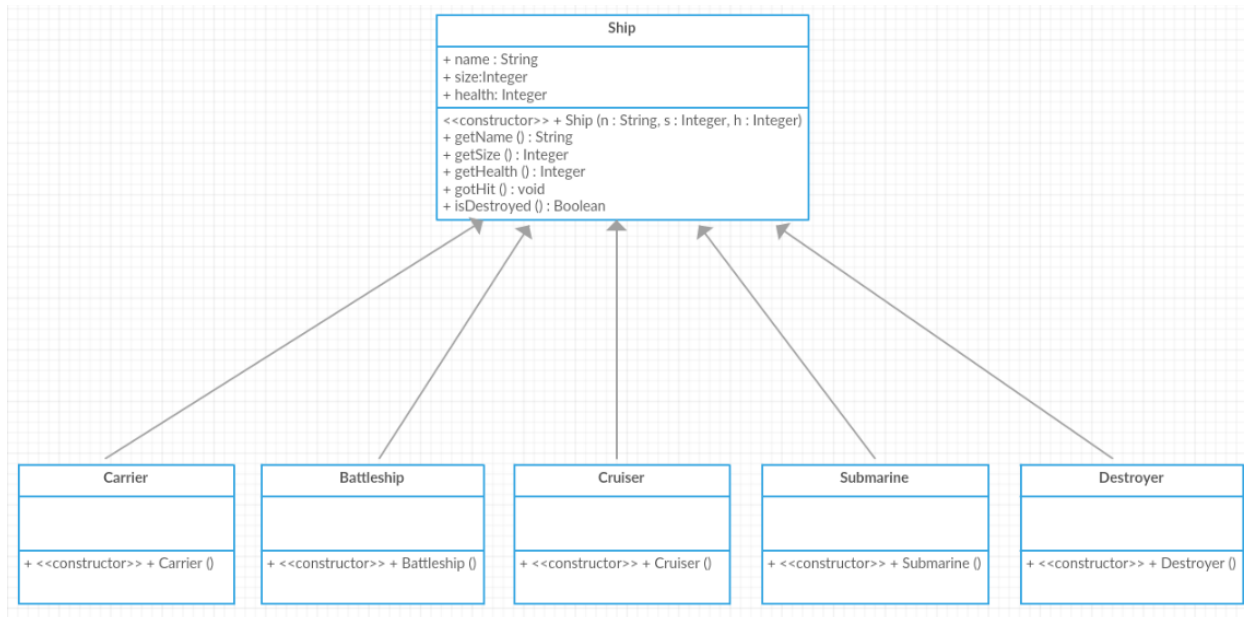 Ship
+ name : String
+ size:Integer
+ health: Integer
<<constructor>> + Ship (n : String, s : Integer, h : Integer)
+ getName () : String
+ getSize () : Integer
+ getHealth () : Integer
+ gotHit () : void
+ isDestroyed () : Boolean
Carrier
+ <<constructor>> + Carrier ()
Battleship
+ <<constructor>> + Battleship ()
Cruiser
+ <<constructor>> + Cruiser ()
Submarine
+ <<constructor>> + Submarine ()
Destroyer
+ <<constructor>> + Destroyer ()